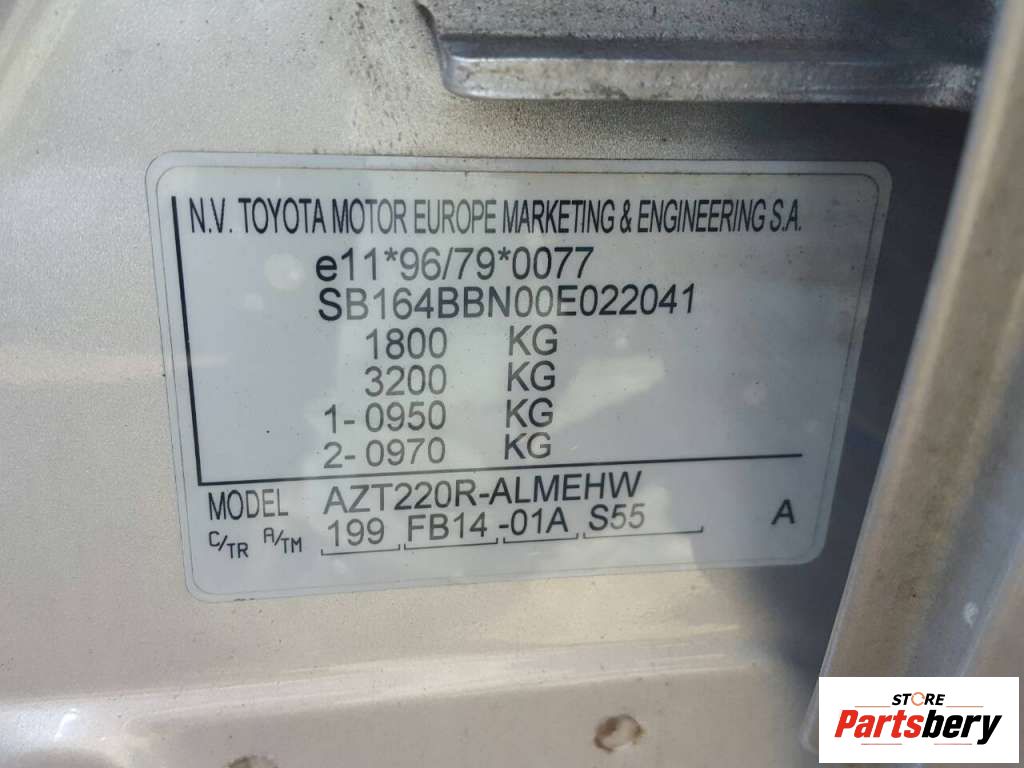 N.V. TOYOTA MOTOR EUROPE MARKETING & ENGINEERING S.A.
e11*96/79*0077
SB164BBN00E022041
1800 KG
3200 KG
1- 0950 KG
2- 0970 KG
MODEL AZT220R-ALMEHW
C/TR A/TM 199 FB14 -01A S55 A
STORE
Partsbery